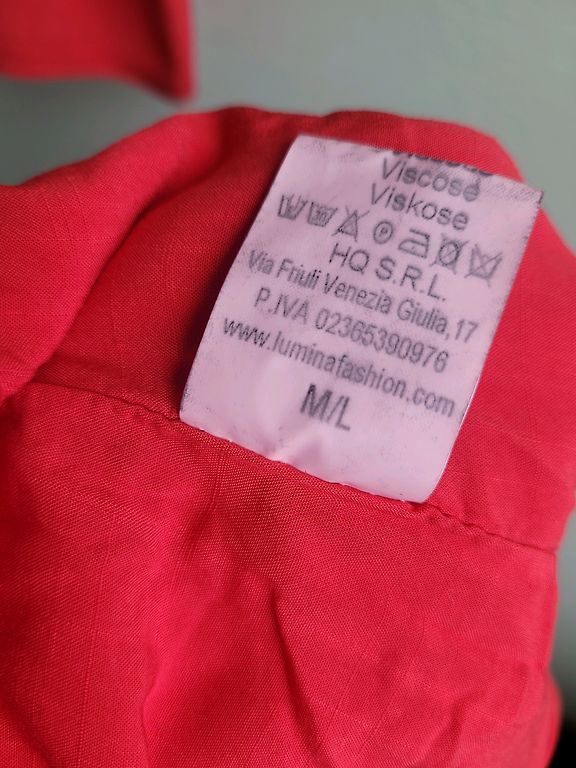 Viscose
Viskose
HQ S.R.L.
Via Friuli Venezia Giulia,17
P.IVA 02365390976
www.luminafashion.com
M/L